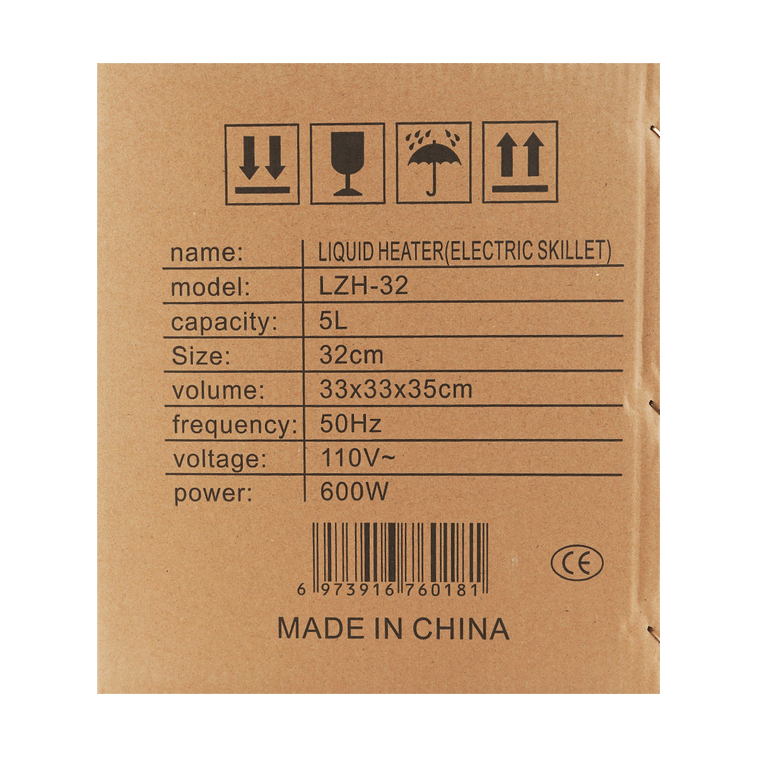 name: LIQUID HEATER(ELECTRIC SKILLET)
model: LZH-32
capacity: 5L
Size: 32cm
volume: 33x33x35cm
frequency: 50Hz
voltage: 110V~
power: 600W
6 973916 760181
CE
MADE IN CHINA